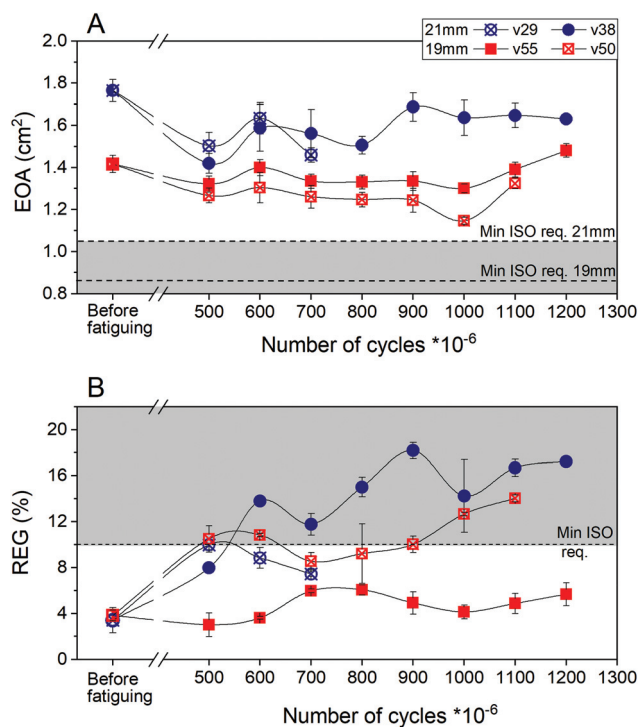 A
21mm v29 v38
19mm v55 v50
2.0
1.8
1.6
1.4
1.2
1.0
0.8
EOA (cm²)
Min ISO req. 21mm
Min ISO req. 19mm
Before fatiguing
500 600 700 800 900 1000 1100 1200 1300
Number of cycles *10⁻⁶
B
20
16
12
8
4
0
REG (%)
Min ISO
req.
Before
fatiguing
500 600 700 800 900 1000 1100 1200 1300
Number of cycles *10⁻⁶